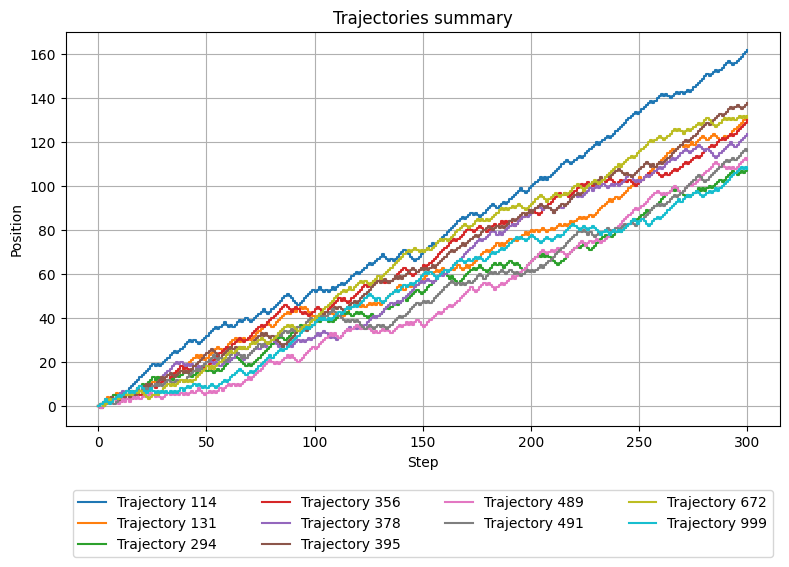 Trajectories summary
160
140
120
100
80
60
40
20
0
Position
0 50 100 150 200 250 300
Step
Trajectory 114 Trajectory 356 Trajectory 489 Trajectory 672
Trajectory 131 Trajectory 378 Trajectory 491 Trajectory 999
Trajectory 294 Trajectory 395